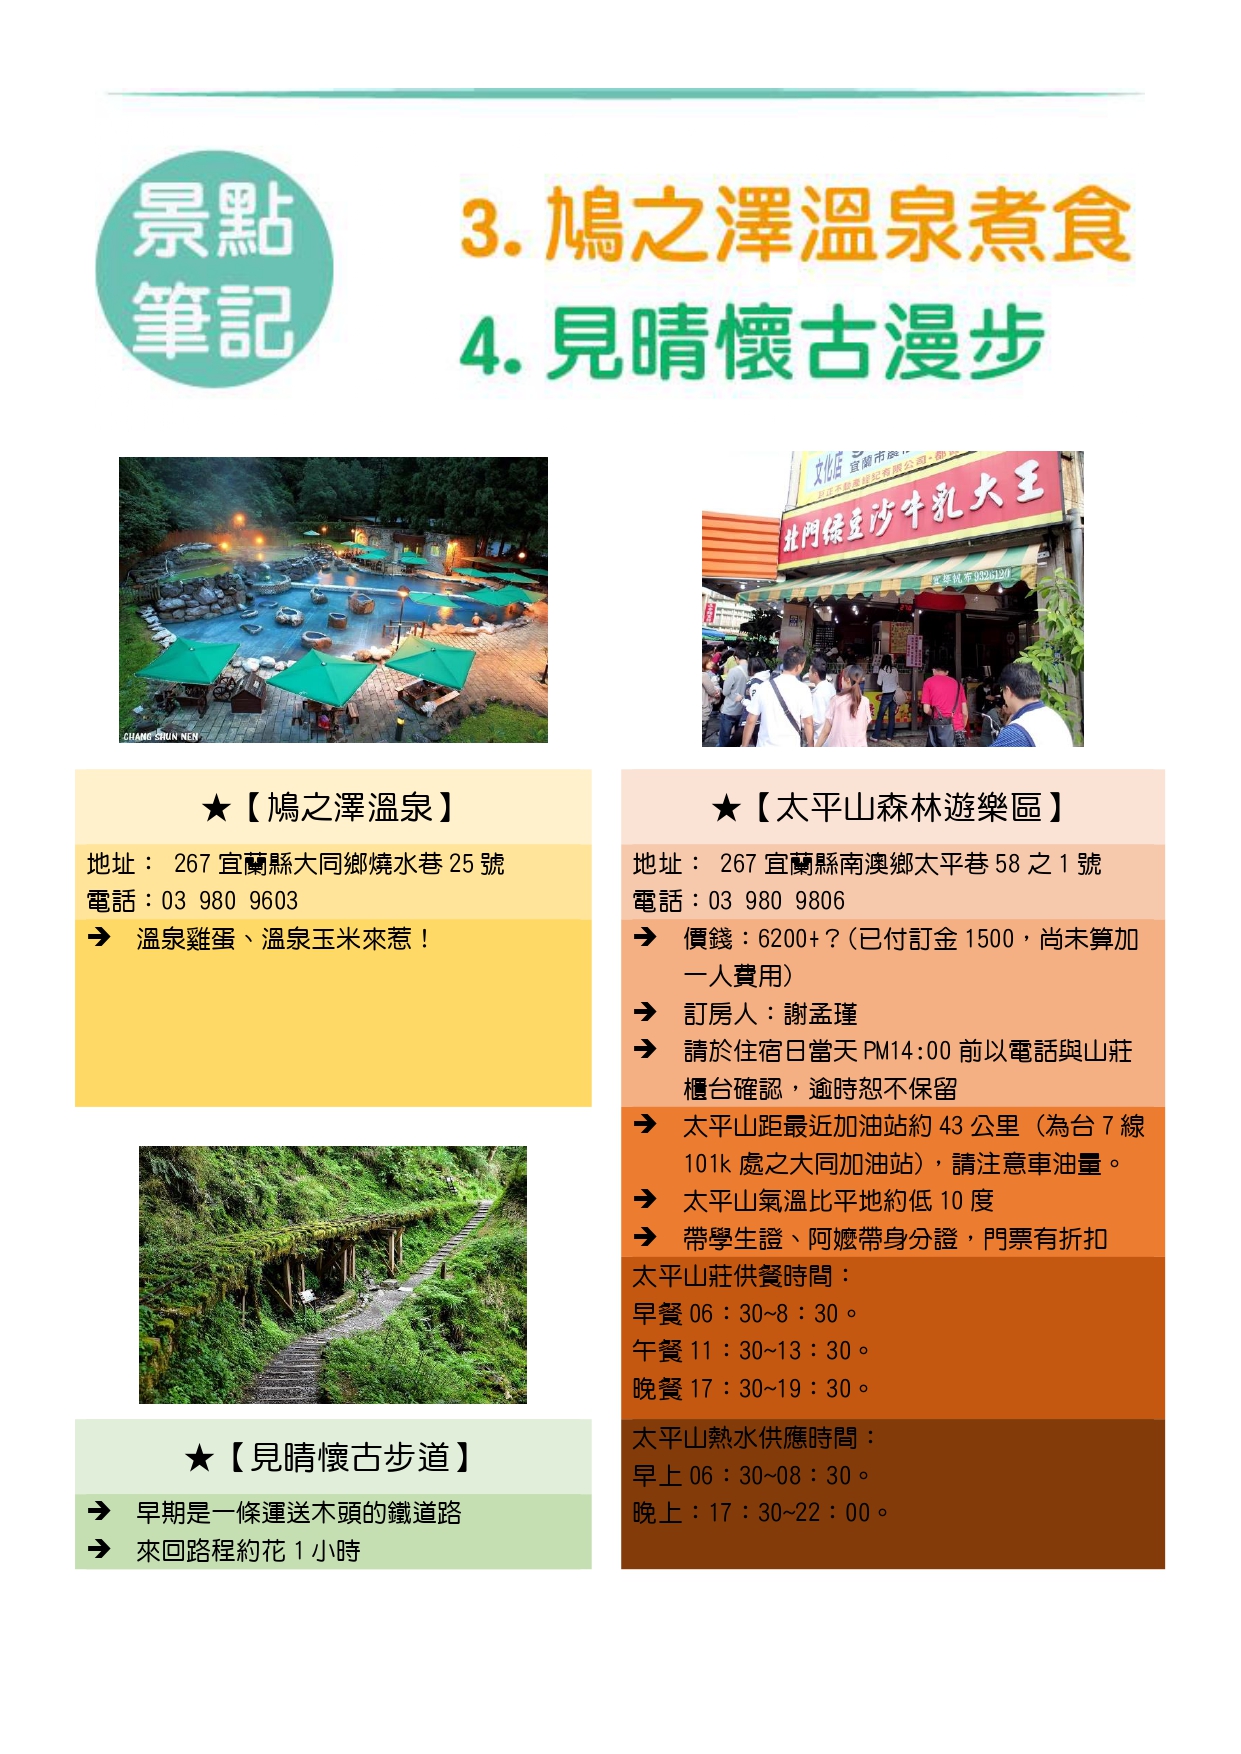 景點
筆記
3. 鳩之澤溫泉煮食
4. 見晴懷古漫步
CHANG SHUN NEN
文化店
北門綠豆沙牛乳大王
★【鳩之澤溫泉】
地址： 267 宜蘭縣大同鄉燒水巷 25 號
電話：03 980 9603
➔ 溫泉雞蛋、溫泉玉米來惹！
★【見晴懷古步道】
➔ 早期是一條運送木頭的鐵道路
➔ 來回路程約花 1 小時
★【太平山森林遊樂區】
地址： 267 宜蘭縣南澳鄉太平巷 58 之 1 號
電話：03 980 9806
➔ 價錢：6200+？(已付訂金 1500，尚未算加
一人費用)
➔ 訂房人：謝孟瑾
➔ 請於住宿日當天 PM14:00 前以電話與山莊
櫃台確認，逾時恕不保留
➔ 太平山距最近加油站約 43 公里 (為台 7 線
101k 處之大同加油站)，請注意車油量。
➔ 太平山氣溫比平地約低 10 度
➔ 帶學生證、阿嬤帶身分證，門票有折扣
太平山莊供餐時間：
早餐 06：30~8：30。
午餐 11：30~13：30。
晚餐 17：30~19：30。
太平山熱水供應時間：
早上 06：30~08：30。
晚上：17：30~22：00。